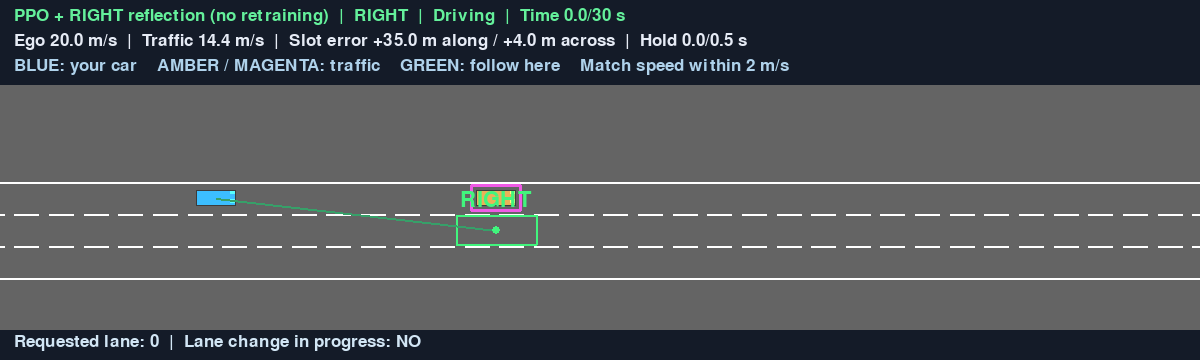 PPO + RIGHT reflection (no retraining) | RIGHT | Driving | Time 0.0/30 s
Ego 20.0 m/s | Traffic 14.4 m/s | Slot error +35.0 m along / +4.0 m across | Hold 0.0/0.5 s
BLUE: your car AMBER / MAGENTA: traffic GREEN: follow here Match speed within 2 m/s
RIGHT
Requested lane: 0 | Lane change in progress: NO